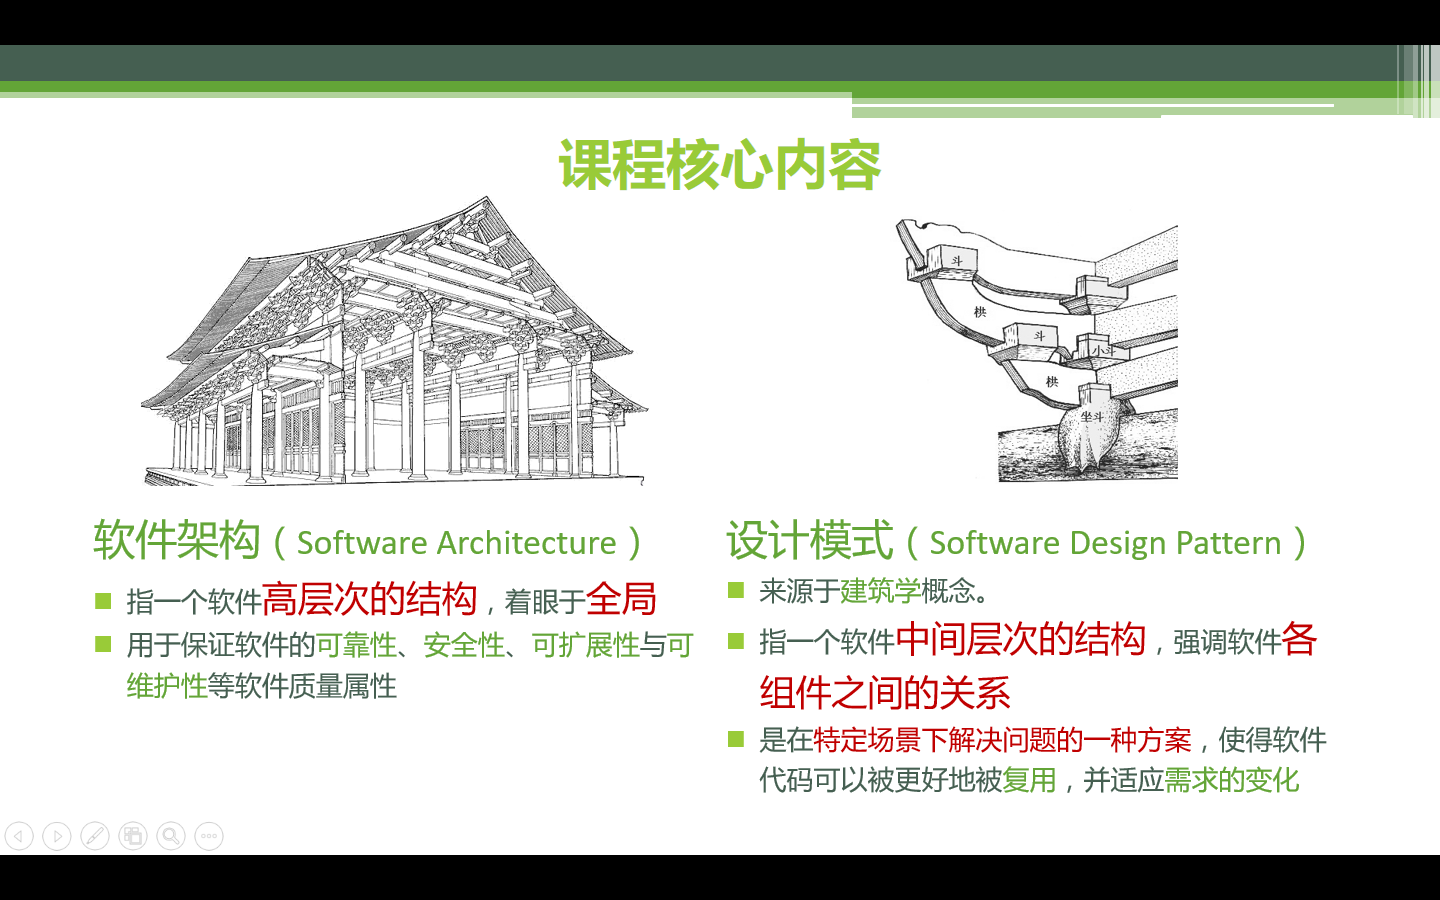 课程核心内容
斗
栱
斗
小斗
栱
坐斗
软件架构（Software Architecture）
指一个软件高层次的结构，着眼于全局
用于保证软件的可靠性、安全性、可扩展性与可
维护性等软件质量属性
设计模式（Software Design Pattern）
来源于建筑学概念。
指一个软件中间层次的结构，强调软件各
组件之间的关系
是在特定场景下解决问题的一种方案，使得软件
代码可以被更好地被复用，并适应需求的变化